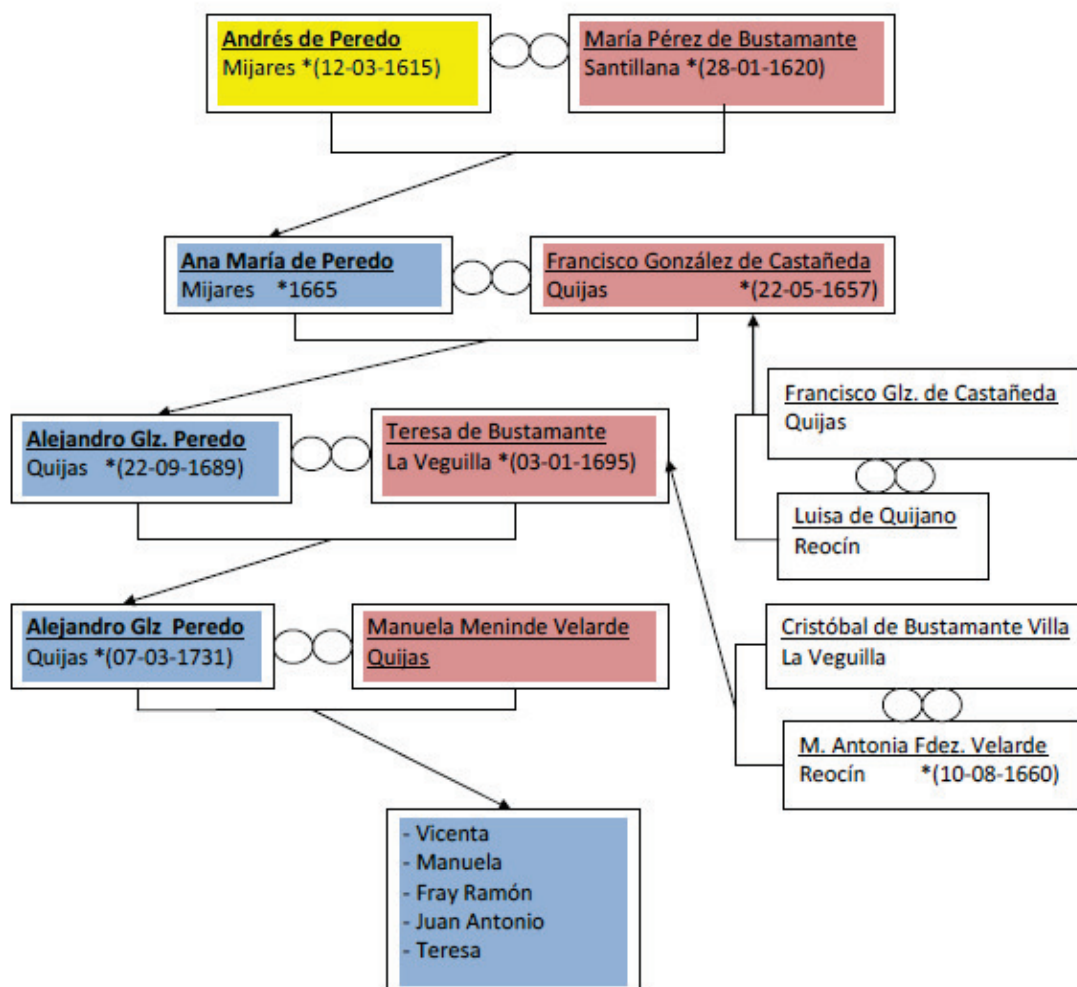 Andrés de Peredo
Mijares *(12-03-1615)
María Pérez de Bustamante
Santillana *(28-01-1620)
Ana María de Peredo
Mijares *1665
Francisco González de Castañeda
Quijas *(22-05-1657)
Francisco Glz. de Castañeda
Quijas
Luisa de Quijano
Reocín
Alejandro Glz. Peredo
Quijas *(22-09-1689)
Teresa de Bustamante
La Veguilla *(03-01-1695)
Cristóbal de Bustamante Villa
La Veguilla
M. Antonia Fdez. Velarde
Reocín *(10-08-1660)
Alejandro Glz Peredo
Quijas *(07-03-1731)
Manuela Meninde Velarde
Quijas
- Vicenta
- Manuela
- Fray Ramón
- Juan Antonio
- Teresa